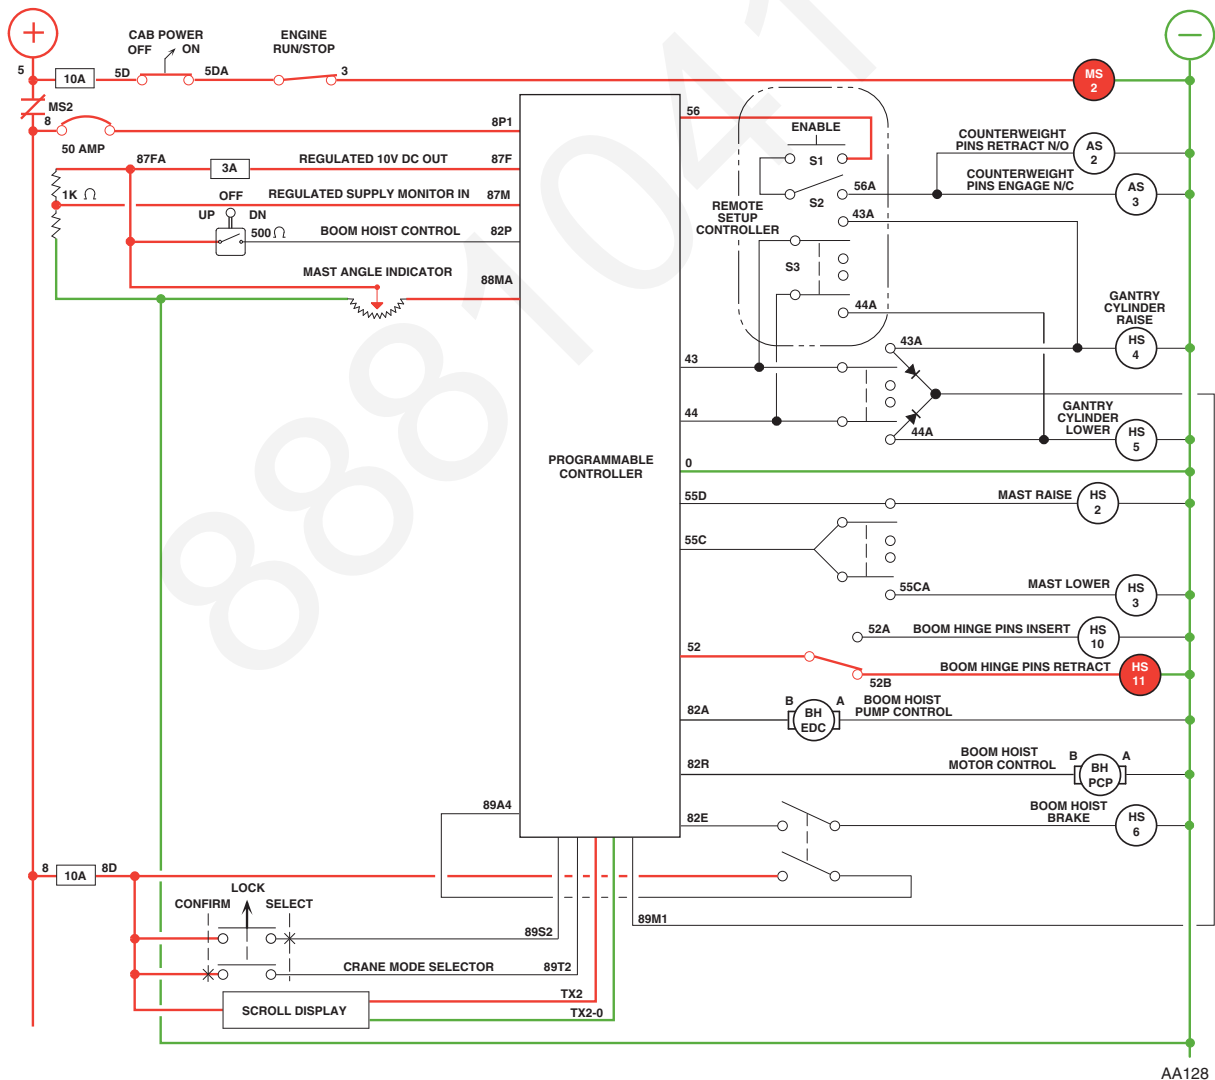 +
−
CAB POWER
OFF ON
ENGINE
RUN/STOP
5
10A
5D
5DA
3
MS
2
MS2
8
50 AMP
8P1
56
ENABLE
S1
COUNTERWEIGHT
PINS RETRACT N/O
AS
2
87FA
3A
REGULATED 10V DC OUT
87F
COUNTERWEIGHT
PINS ENGAGE N/C
AS
3
1K Ω
REGULATED SUPPLY MONITOR IN
87M
S2
56A
OFF
UP DN
500Ω
BOOM HOIST CONTROL
82P
REMOTE
SETUP
CONTROLLER
43A
S3
MAST ANGLE INDICATOR
88MA
44A
GANTRY
CYLINDER
RAISE
HS
4
43
43A
44
44A
GANTRY
CYLINDER
LOWER
HS
5
PROGRAMMABLE
CONTROLLER
0
55D
MAST RAISE
HS
2
55C
55CA
MAST LOWER
HS
3
52A
BOOM HINGE PINS INSERT
HS
10
52
52B
BOOM HINGE PINS RETRACT
HS
11
82A
B
BH
EDC
A
BOOM HOIST
PUMP CONTROL
82R
BOOM HOIST
MOTOR CONTROL
B
BH
PCP
A
89A4
82E
BOOM HOIST
BRAKE
HS
6
8
10A
8D
LOCK
CONFIRM SELECT
89S2
89M1
CRANE MODE SELECTOR
89T2
SCROLL DISPLAY
TX2
TX2-0
AA128
8881041